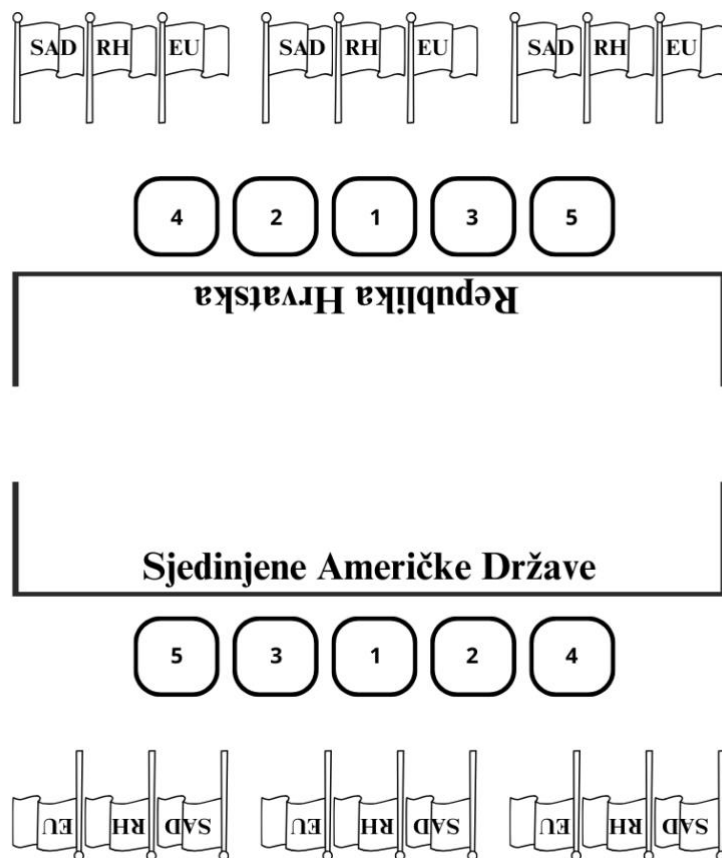 SAD RH EU SAD RH EU SAD RH EU
4 2 1 3 5
Republika Hrvatska
Sjedinjene Američke Države
5 3 1 2 4
EU RH SAD EU RH SAD EU RH SAD